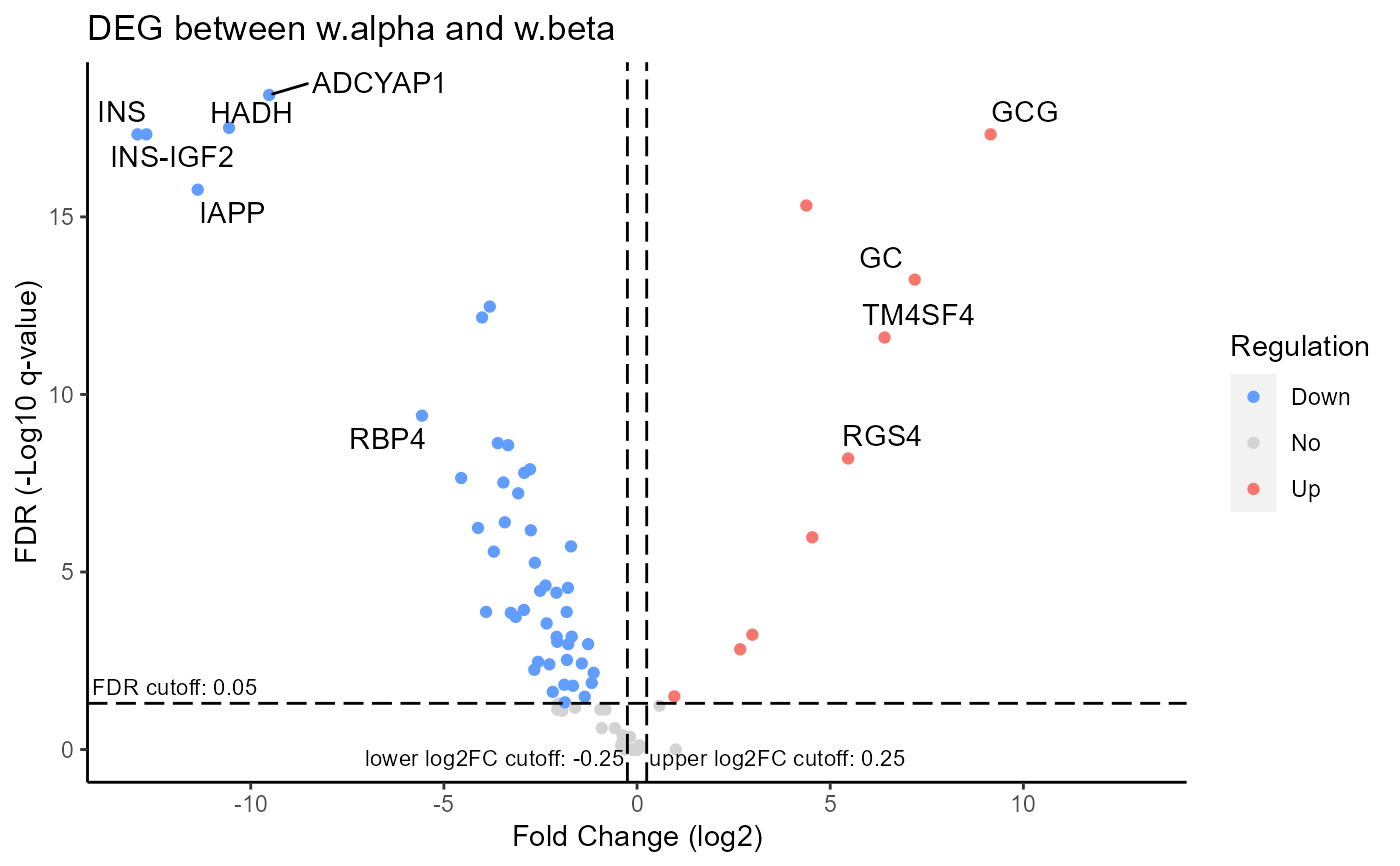 DEG between w.alpha and w.beta
ADCYAP1
INS
HADH
GCG
INS-IGF2
IAPP
GC
TM4SF4
RBP4
RGS4
FDR cutoff: 0.05
lower log2FC cutoff: -0.25
upper log2FC cutoff: 0.25
15
10
5
0
FDR (-Log10 q-value)
-10
-5
0
5
10
Fold Change (log2)
Regulation
Down
No
Up